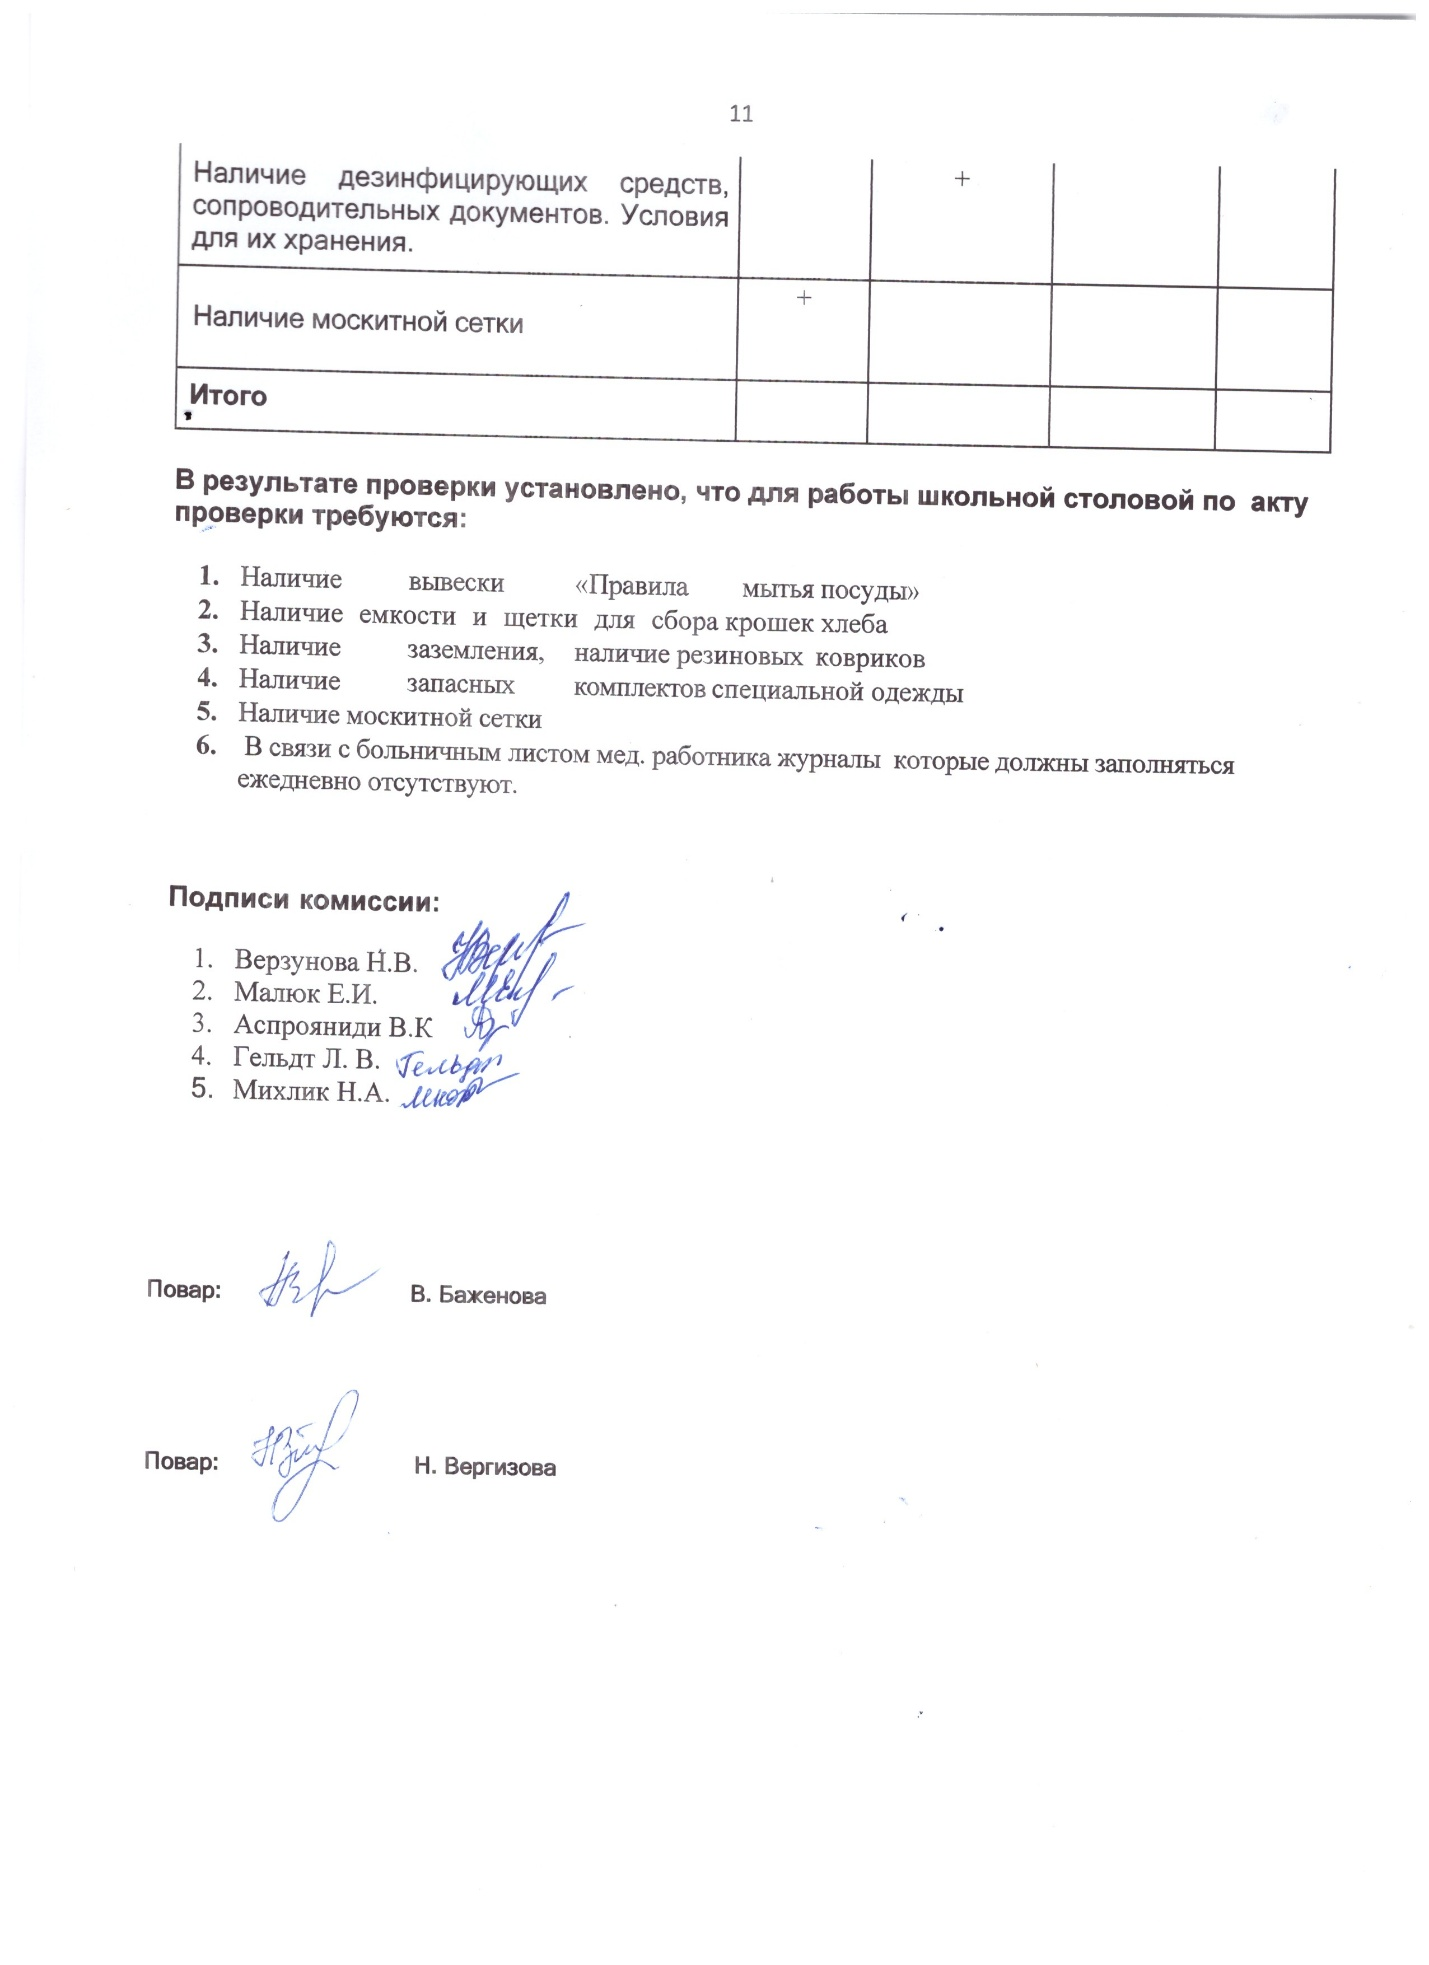 11
Наличие дезинфицирующих средств, +
сопроводительных документов. Условия
для их хранения.
+
Наличие москитной сетки
Итого
В результате проверки установлено, что для работы школьной столовой по акту
проверки требуются:
1. Наличие вывески «Правила мытья посуды»
2. Наличие емкости и щетки для сбора крошек хлеба
3. Наличие заземления, наличие резиновых ковриков
4. Наличие запасных комплектов специальной одежды
5. Наличие москитной сетки
6. В связи с больничным листом мед. работника журналы которые должны заполняться
ежедневно отсутствуют.
Подписи комиссии:
1. Верзунова Н.В.
2. Малюк Е.И.
3. Аспрояниди В.К
4. Гельдт Л. В. Гельдт
5. Михлик Н.А.
Повар: В. Баженова
Повар: Н. Вергизова